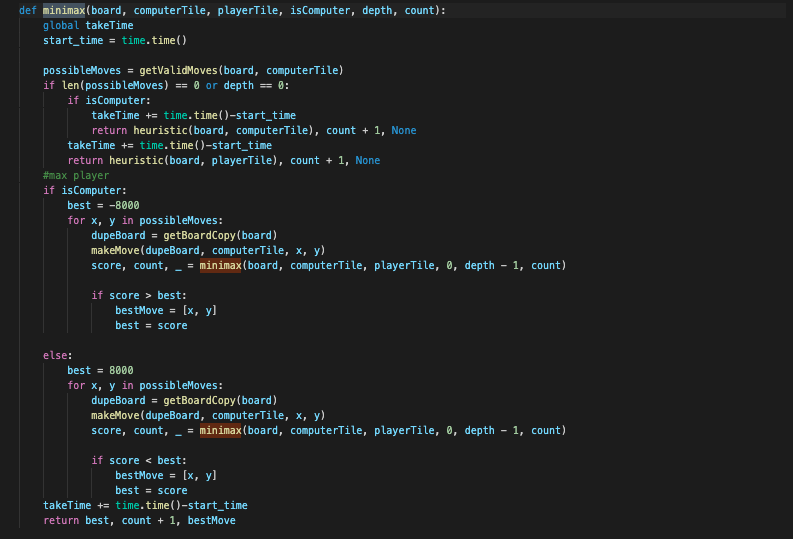 def minimax(board, computerTile, playerTile, isComputer, depth, count):
    global takeTime
    start_time = time.time()

    possibleMoves = getValidMoves(board, computerTile)
    if len(possibleMoves) == 0 or depth == 0:
        if isComputer:
            takeTime += time.time()-start_time
            return heuristic(board, computerTile), count + 1, None
        takeTime += time.time()-start_time
        return heuristic(board, playerTile), count + 1, None
    #max player
    if isComputer:
        best = -8000
        for x, y in possibleMoves:
            dupeBoard = getBoardCopy(board)
            makeMove(dupeBoard, computerTile, x, y)
            score, count, _ = minimax(board, computerTile, playerTile, 0, depth - 1, count)

            if score > best:
                bestMove = [x, y]
                best = score

    else:
        best = 8000
        for x, y in possibleMoves:
            dupeBoard = getBoardCopy(board)
            makeMove(dupeBoard, computerTile, x, y)
            score, count, _ = minimax(board, computerTile, playerTile, 0, depth - 1, count)

            if score < best:
                bestMove = [x, y]
                best = score
    takeTime += time.time()-start_time
    return best, count + 1, bestMove